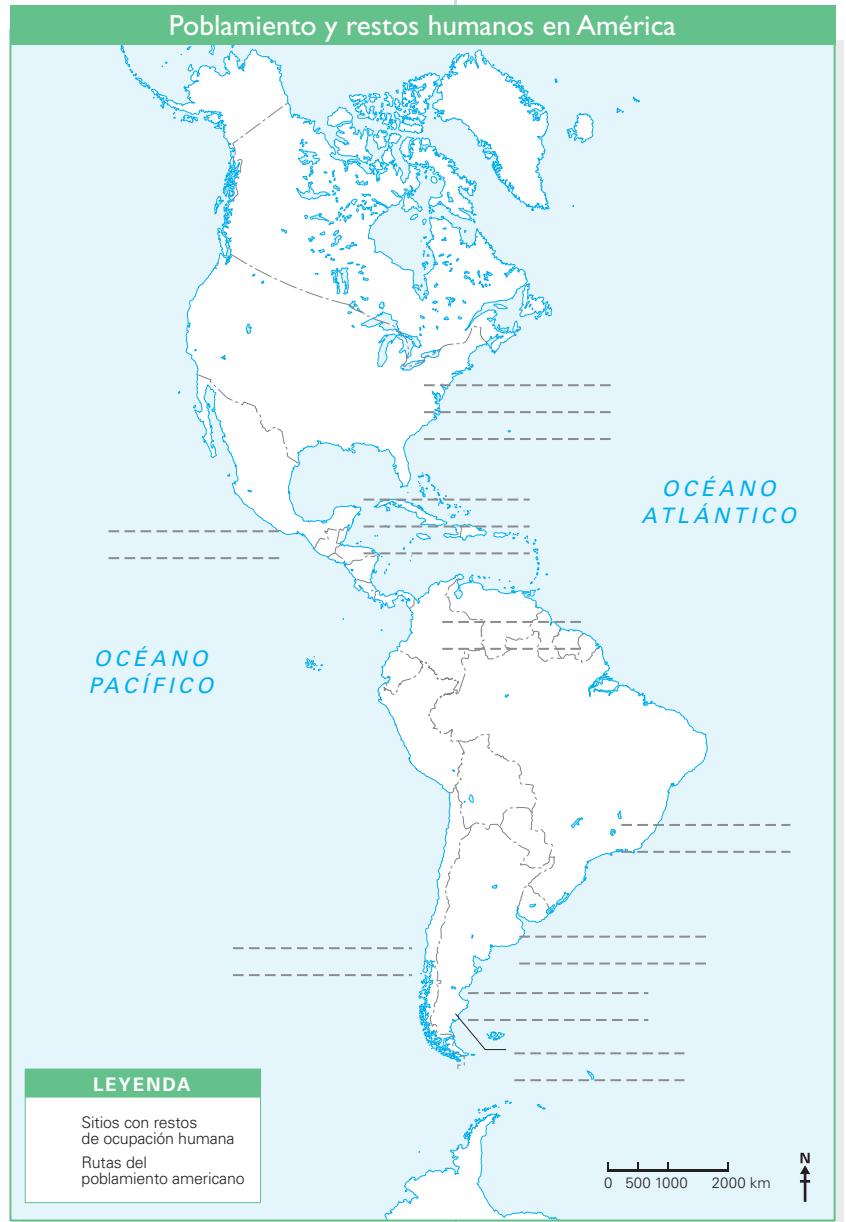 Poblamiento y restos humanos en América
OCÉANO
ATLÁNTICO
OCÉANO
PACÍFICO
LEYENDA
Sitios con restos
de ocupación humana
Rutas del
poblamiento americano
0 500 1000 2000 km
N